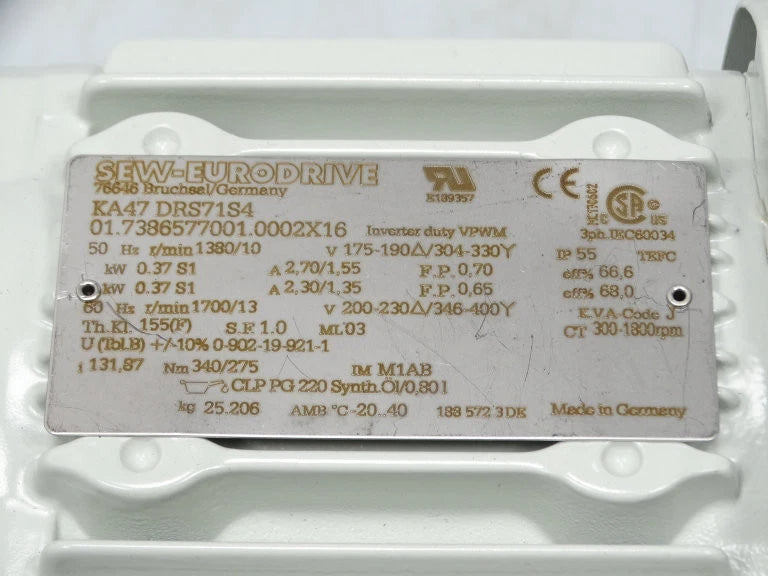 SEW-EURODRIVE
76646 Bruchsal/Germany
E189357
CE
KA47 DRS71S4
01.7386577001.0002X16 Inverter duty VPWM
3ph.IEC60034
50 Hz r/min 1380/10 V 175-190△/304-330Y IP 55 TEFC
kW 0.37 S1 A 2,70/1,55 F.P. 0,70 eff% 66,6
kW 0.37 S1 A 2,30/1,35 F.P. 0,65 eff% 68,0
60 Hz r/min 1700/13 V 200-230△/346-400Y K.V.A-Code J
Th.Kl. 155(F) S.F 1.0 ML 03 CT 300-1800rpm
U (Tbl.B) +/-10% 0-902-19-921-1
i 131,87 Nm 340/275 IM M1AB
CLP PG 220 Synth.Öl/0,80 l
kg 25.206 AMB °C -20..40 188 572 3 DE Made in Germany